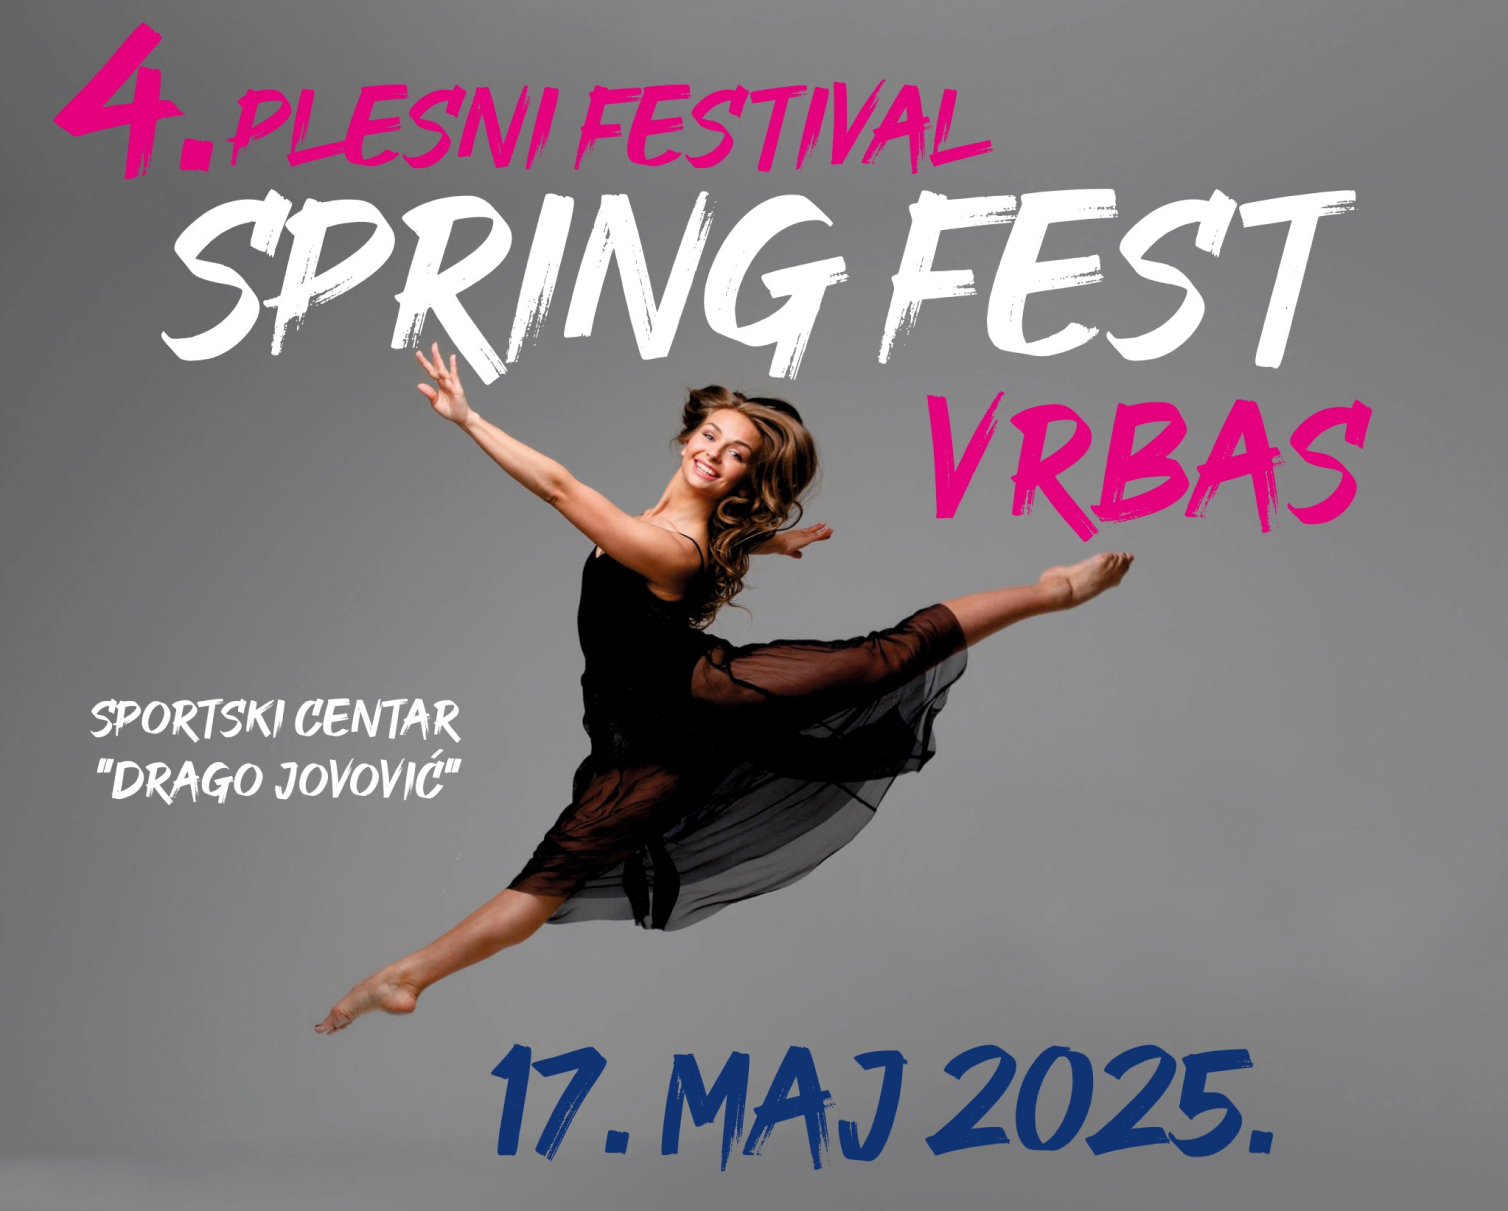 4. PLESNI FESTIVAL
SPRING FEST
VRBAS
SPORTSKI CENTAR
"DRAGO JOVOVIĆ"
17. MAJ 2025.